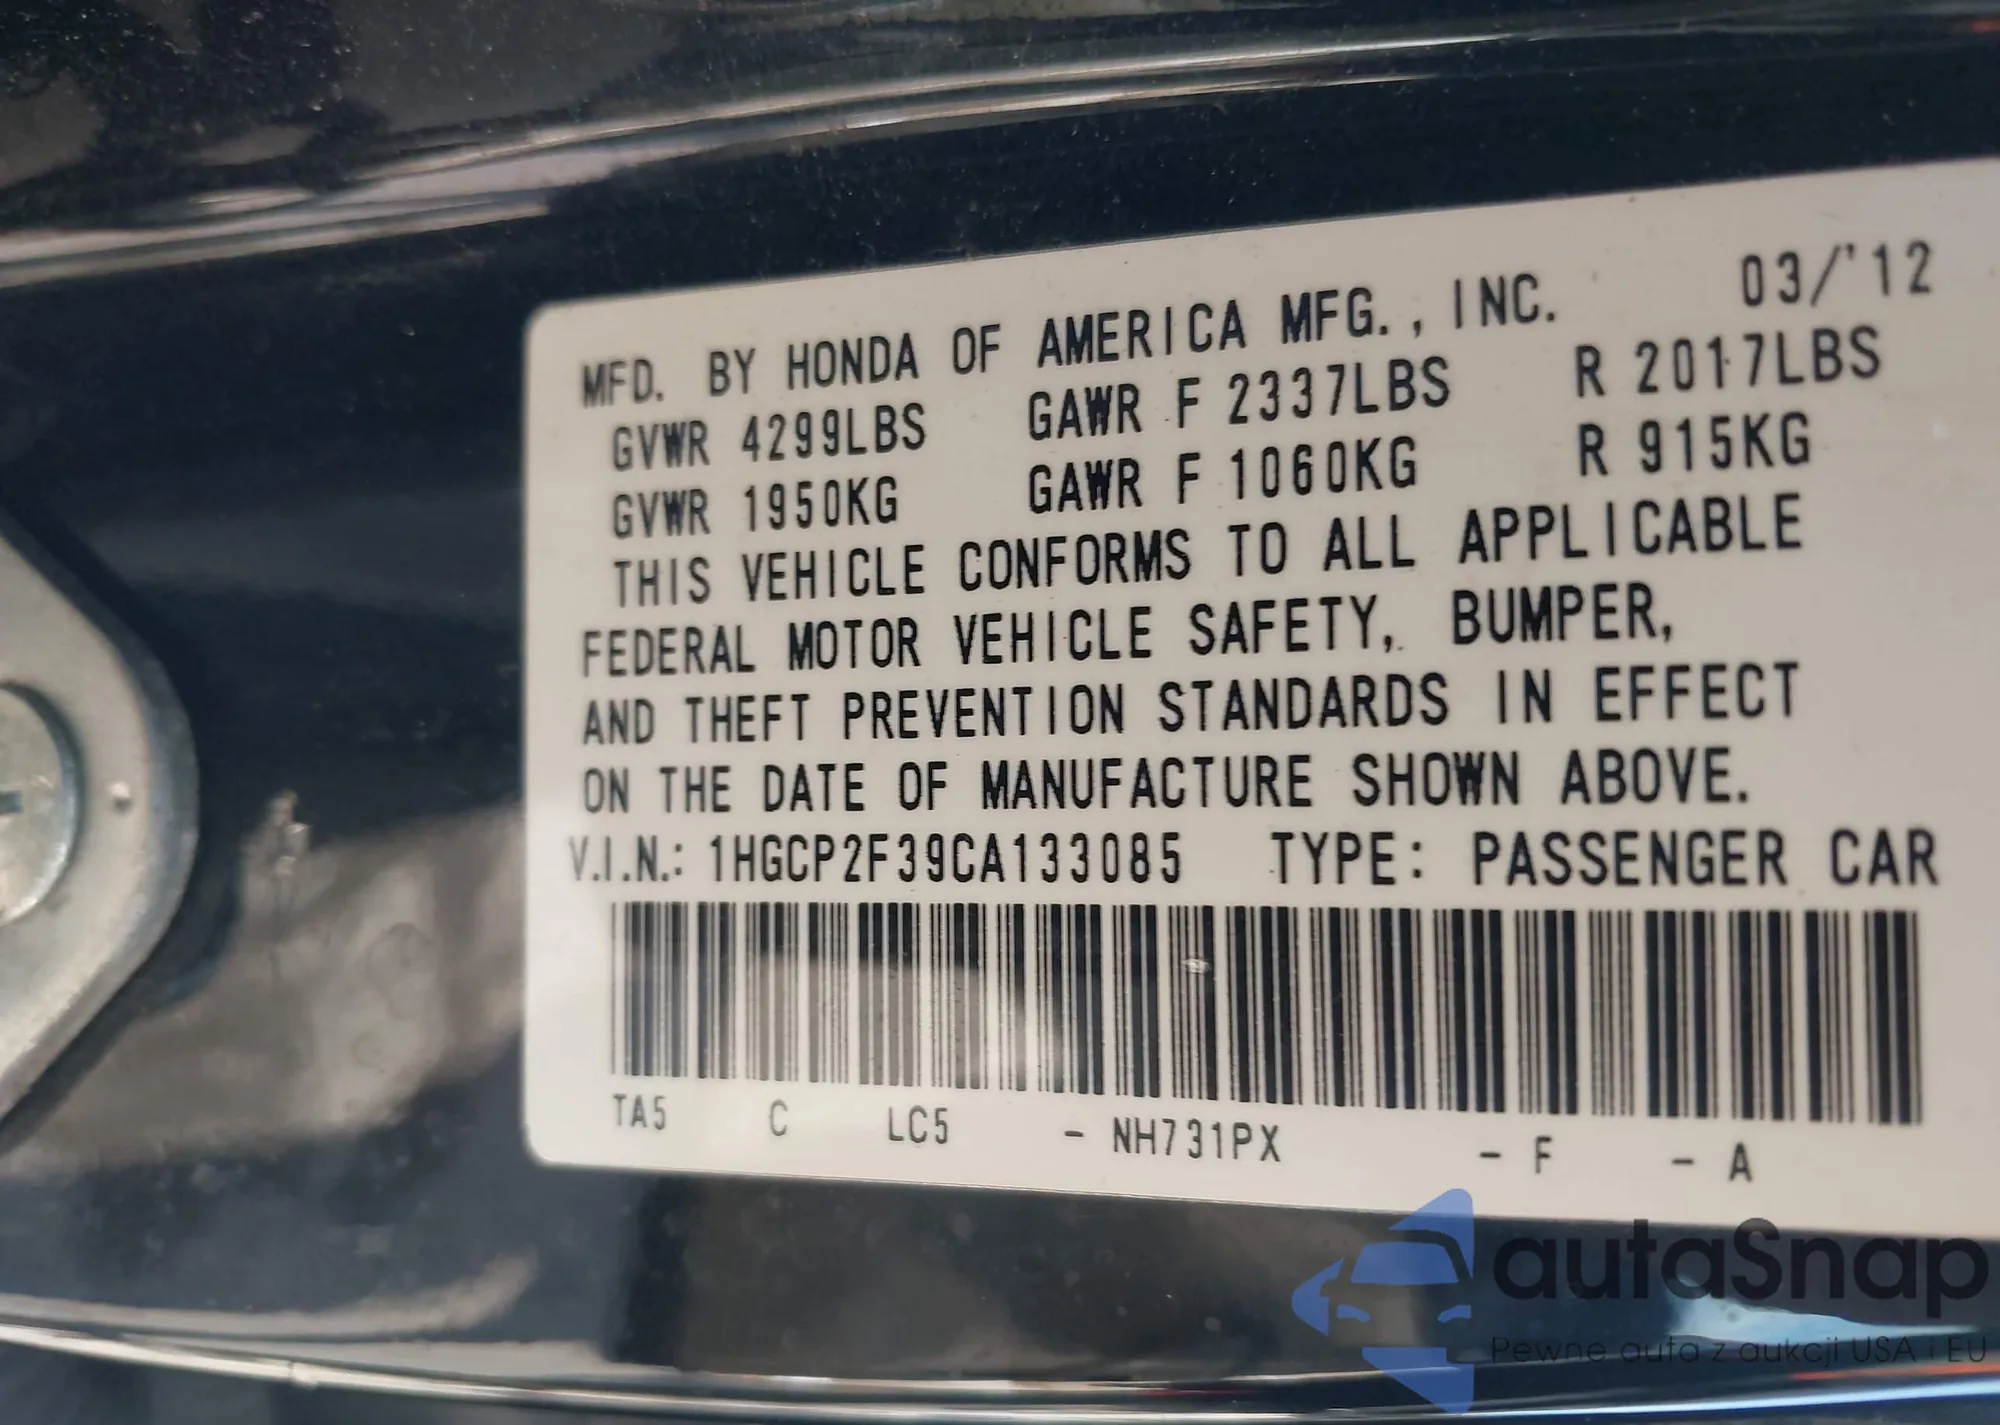 MFD. BY HONDA OF AMERICA MFG., INC. 03/'12
GVWR 4299LBS GAWR F 2337LBS R 2017LBS
GVWR 1950KG GAWR F 1060KG R 915KG
THIS VEHICLE CONFORMS TO ALL APPLICABLE
FEDERAL MOTOR VEHICLE SAFETY, BUMPER,
AND THEFT PREVENTION STANDARDS IN EFFECT
ON THE DATE OF MANUFACTURE SHOWN ABOVE.
V.I.N.: 1HGCP2F39CA133085 TYPE: PASSENGER CAR
TA5 C LC5 - NH731PX - F - A
autaSnap
Pewne auta z aukcji USA i EU